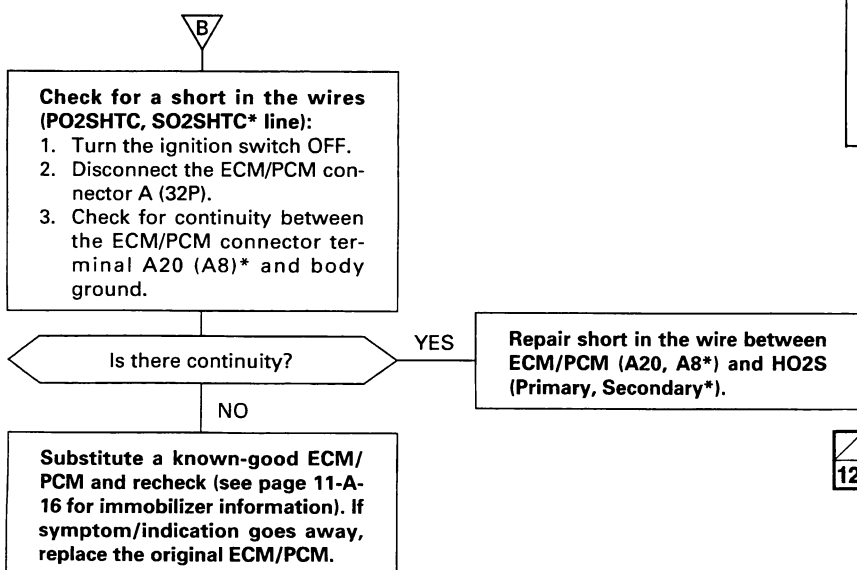 B
Check for a short in the wires
(PO2SHTC, SO2SHTC* line):
1. Turn the ignition switch OFF.
2. Disconnect the ECM/PCM con-
nector A (32P).
3. Check for continuity between
the ECM/PCM connector ter-
minal A20 (A8)* and body
ground.
Is there continuity?
YES
Repair short in the wire between
ECM/PCM (A20, A8*) and HO2S
(Primary, Secondary*).
NO
Substitute a known-good ECM/
PCM and recheck (see page 11-A-
16 for immobilizer information). If
symptom/indication goes away,
replace the original ECM/PCM.
12